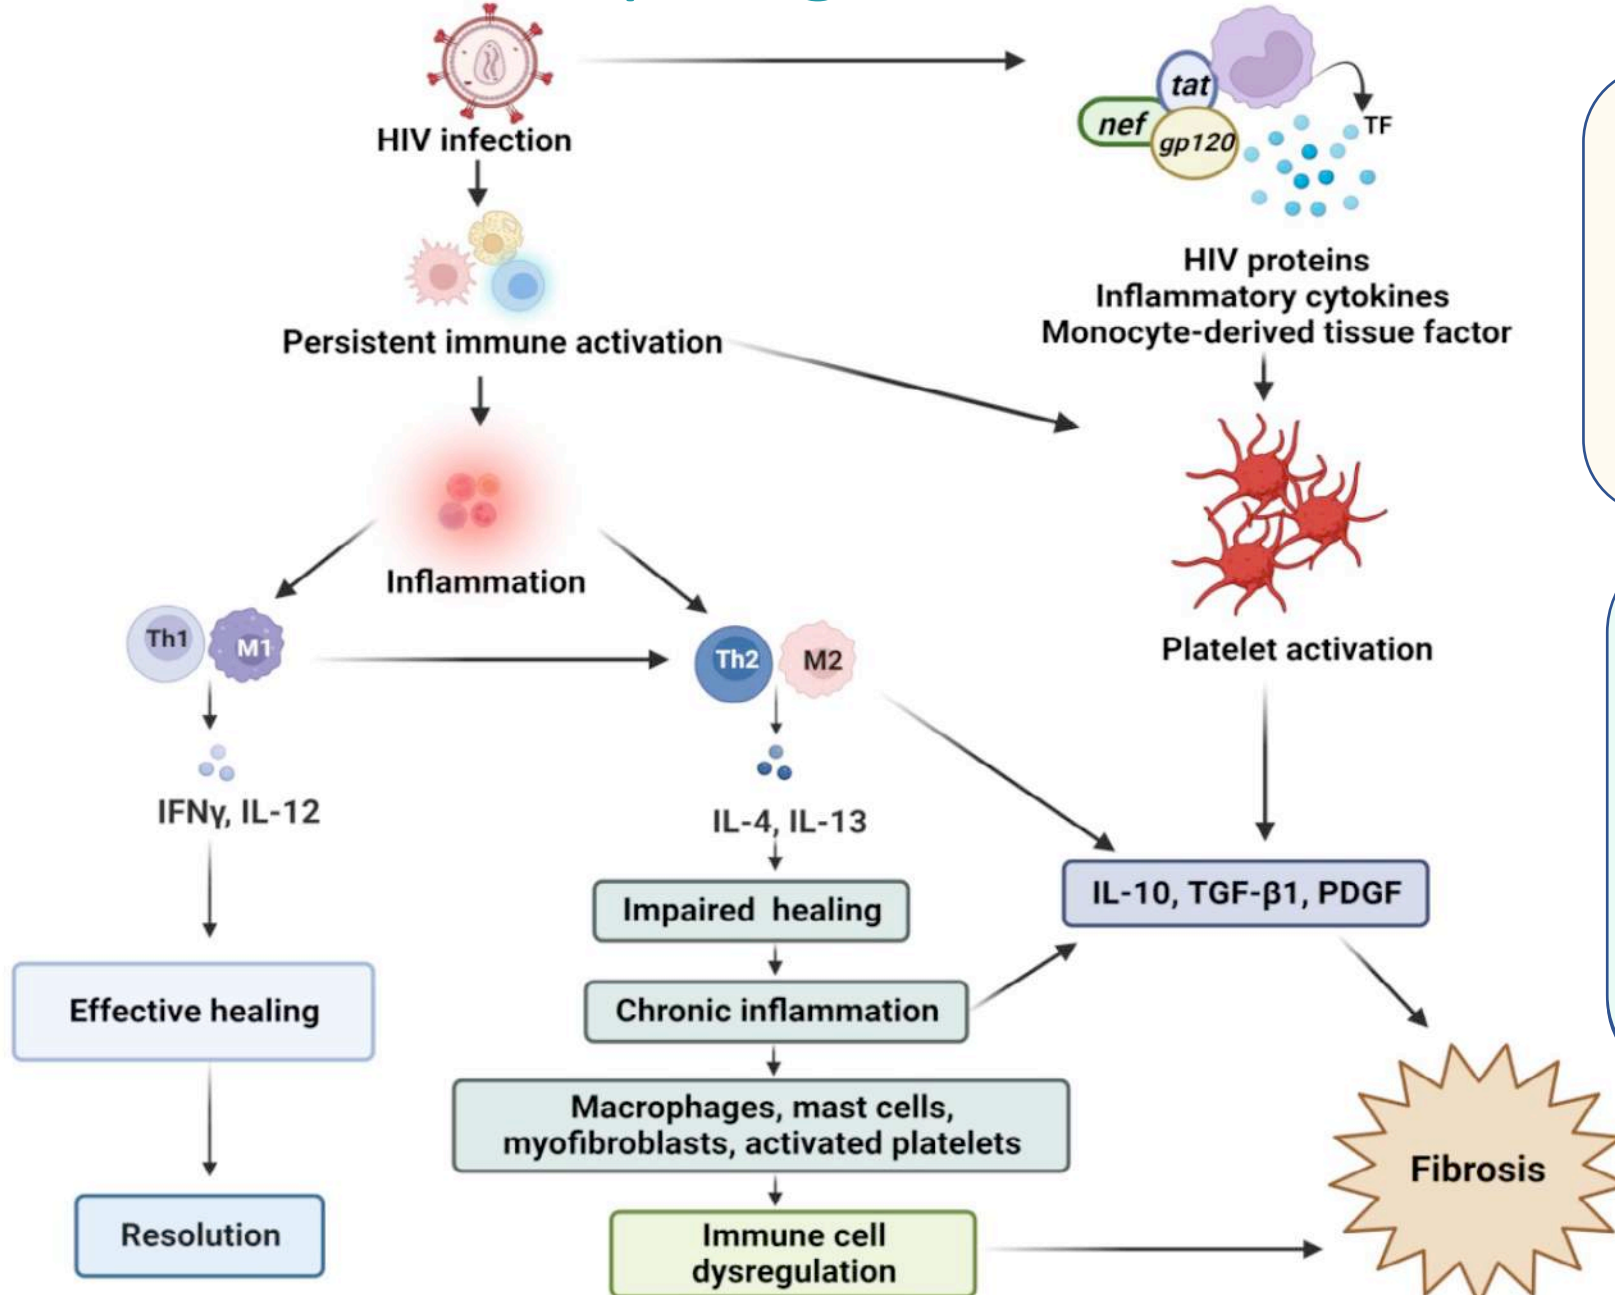 HIV infection
tat
nef
gp120
TF
HIV proteins
Inflammatory cytokines
Monocyte-derived tissue factor
Persistent immune activation
Inflammation
Th1
M1
Th2
M2
Platelet activation
IFNγ, IL-12
IL-4, IL-13
Impaired healing
IL-10, TGF-β1, PDGF
Effective healing
Chronic inflammation
Macrophages, mast cells,
myofibroblasts, activated platelets
Fibrosis
Resolution
Immune cell
dysregulation